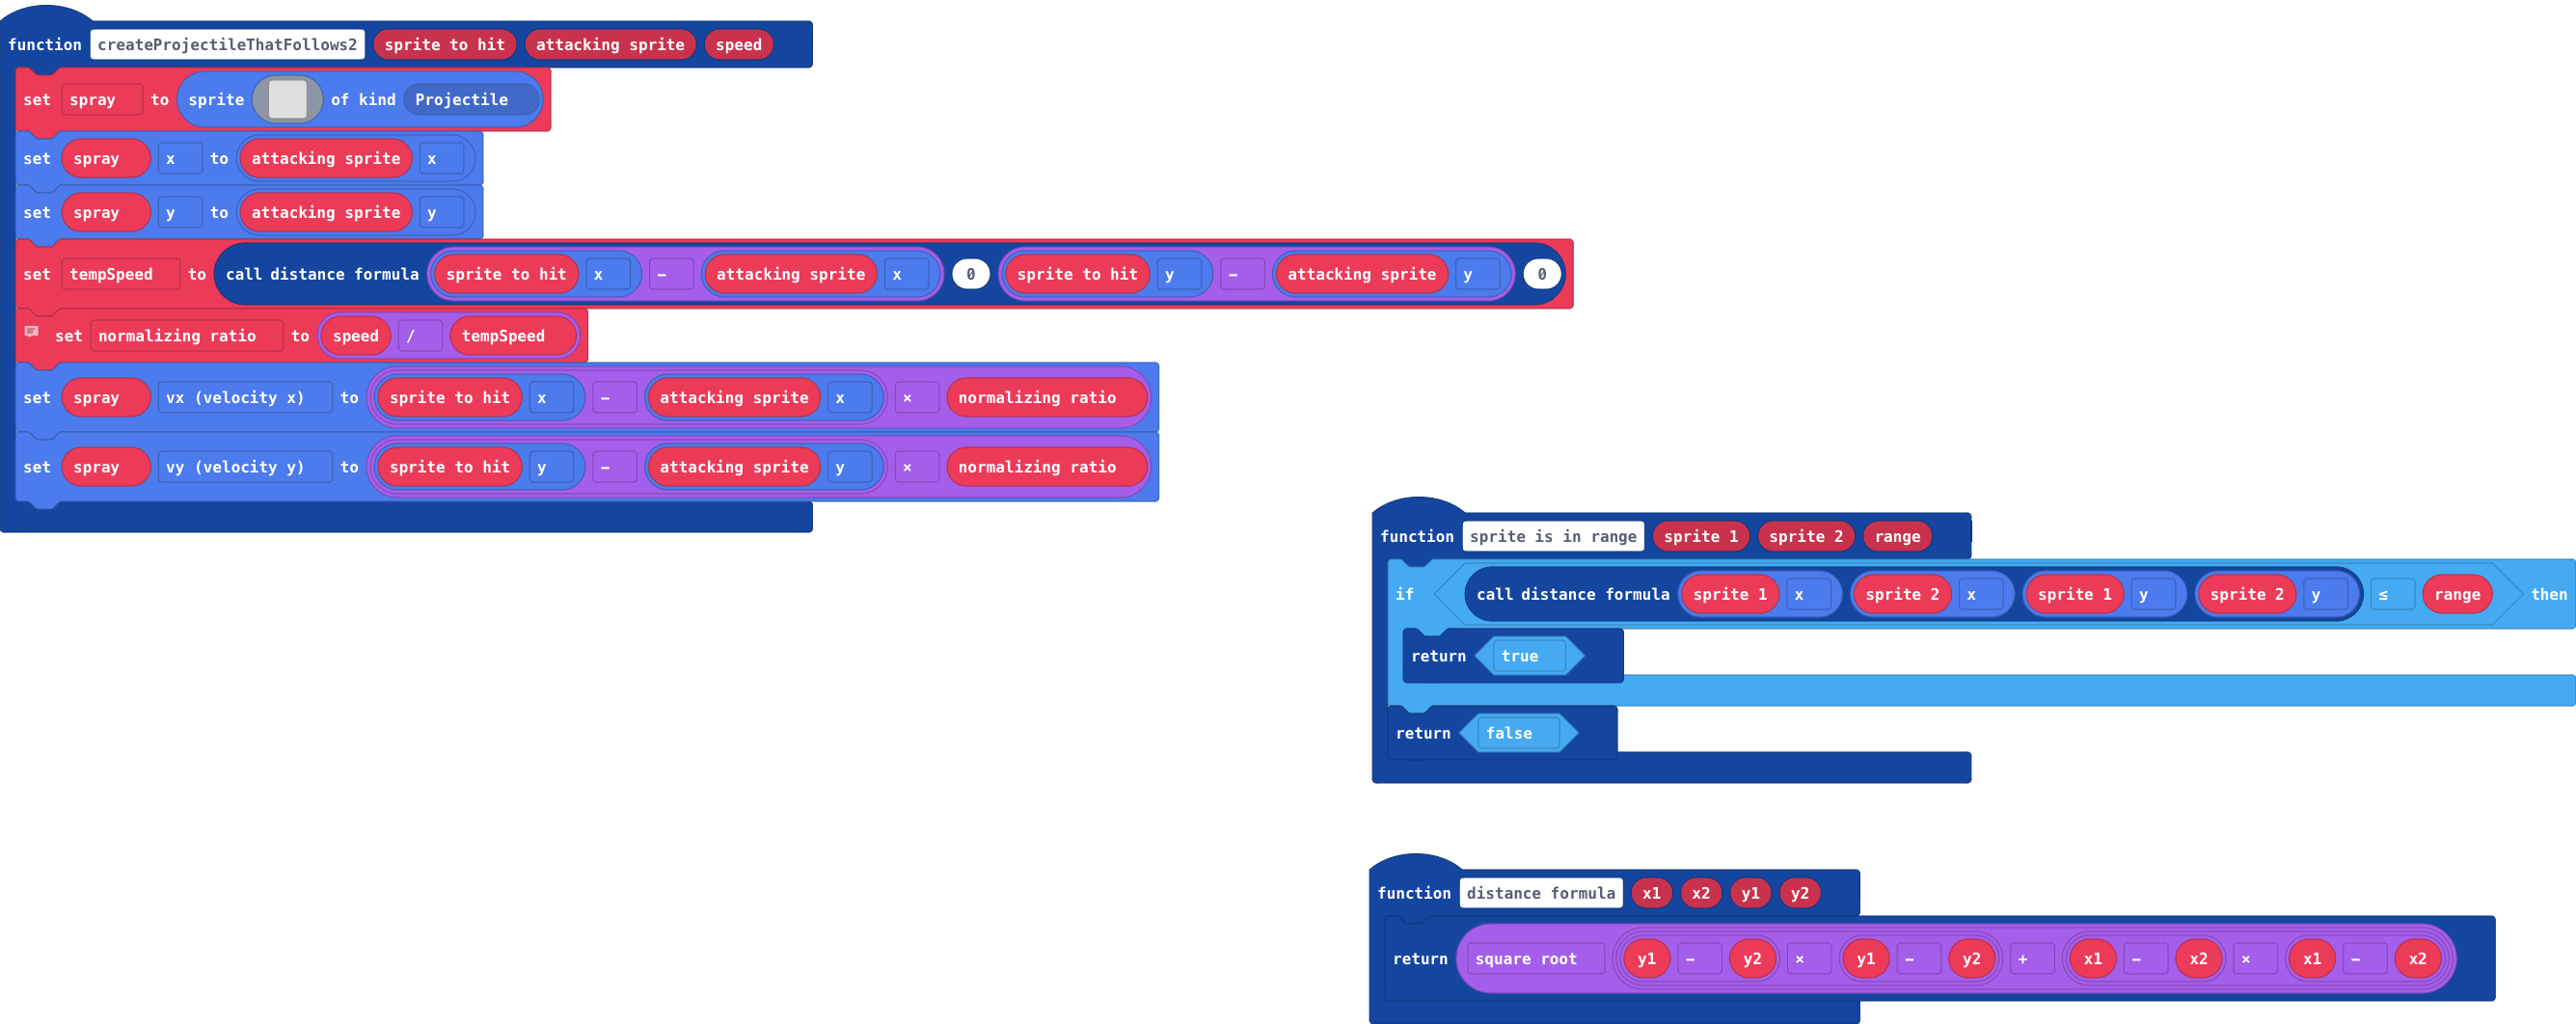 function createProjectileThatFollows2 sprite to hit attacking sprite speed
set spray to sprite of kind Projectile
set spray x to attacking sprite x
set spray y to attacking sprite y
set tempSpeed to call distance formula sprite to hit x - attacking sprite x 0 sprite to hit y - attacking sprite y 0
set normalizing ratio to speed / tempSpeed
set spray vx (velocity x) to sprite to hit x - attacking sprite x × normalizing ratio
set spray vy (velocity y) to sprite to hit y - attacking sprite y × normalizing ratio
function sprite is in range sprite 1 sprite 2 range
if call distance formula sprite 1 x sprite 2 x sprite 1 y sprite 2 y ≤ range then
return true
return false
function distance formula x1 x2 y1 y2
return square root y1 - y2 × y1 - y2 + x1 - x2 × x1 - x2